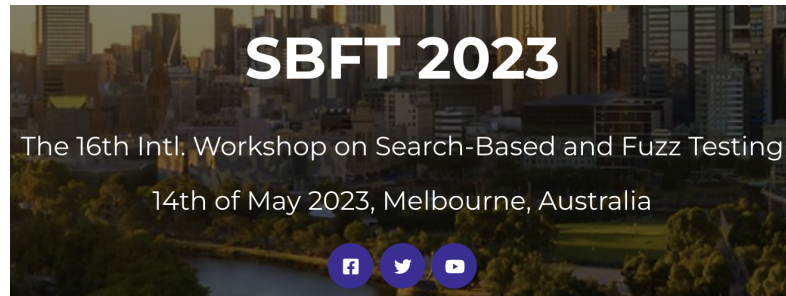 SBFT 2023
The 16th Intl. Workshop on Search-Based and Fuzz Testing
14th of May 2023, Melbourne, Australia